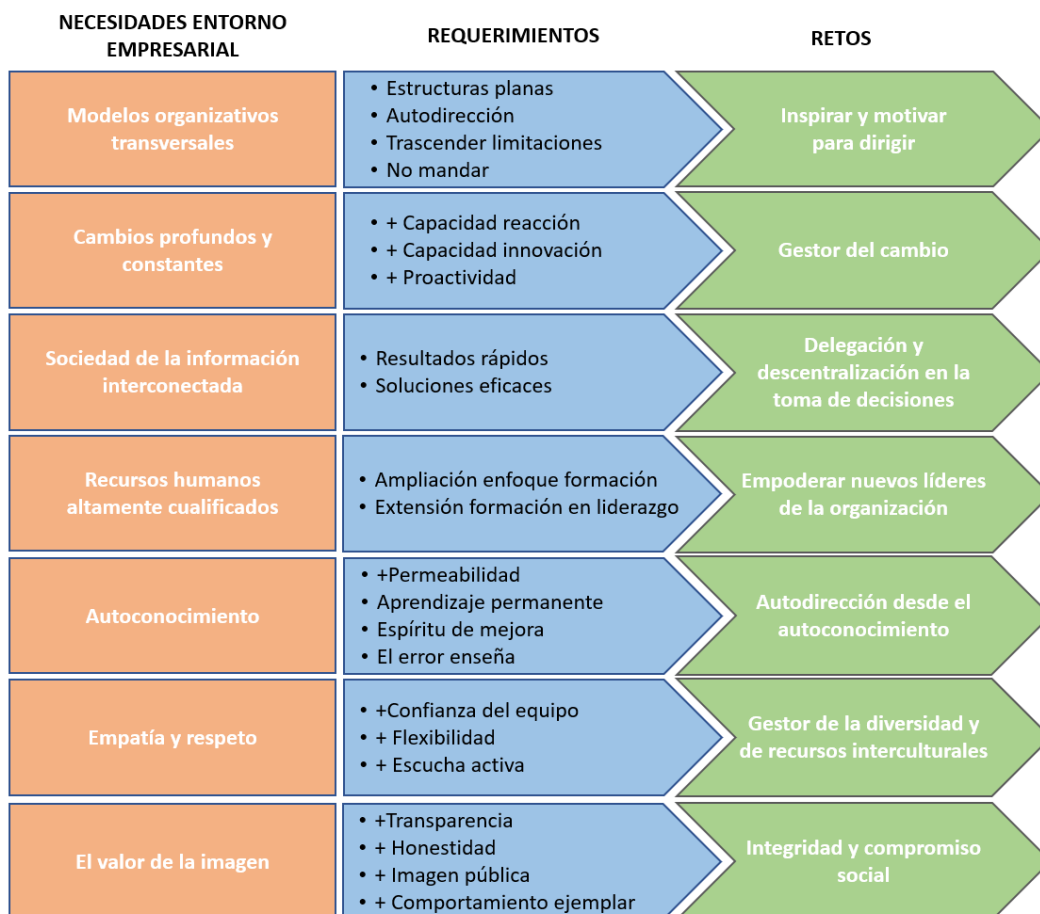 NECESIDADES ENTORNO
EMPRESARIAL
REQUERIMIENTOS
RETOS
Modelos organizativos
transversales
• Estructuras planas
• Autodirección
• Trascender limitaciones
• No mandar
Inspirar y motivar
para dirigir
Cambios profundos y
constantes
• + Capacidad reacción
• + Capacidad innovación
• + Proactividad
Gestor del cambio
Sociedad de la información
interconectada
• Resultados rápidos
• Soluciones eficaces
Delegación y
descentralización en la
toma de decisiones
Recursos humanos
altamente cualificados
• Ampliación enfoque formación
• Extensión formación en liderazgo
Empoderar nuevos líderes
de la organización
Autoconocimiento
• +Permeabilidad
• Aprendizaje permanente
• Espíritu de mejora
• El error enseña
Autodirección desde el
autoconocimiento
Empatía y respeto
• +Confianza del equipo
• + Flexibilidad
• + Escucha activa
Gestor de la diversidad y
de recursos interculturales
El valor de la imagen
• +Transparencia
• + Honestidad
• + Imagen pública
• + Comportamiento ejemplar
Integridad y compromiso
social